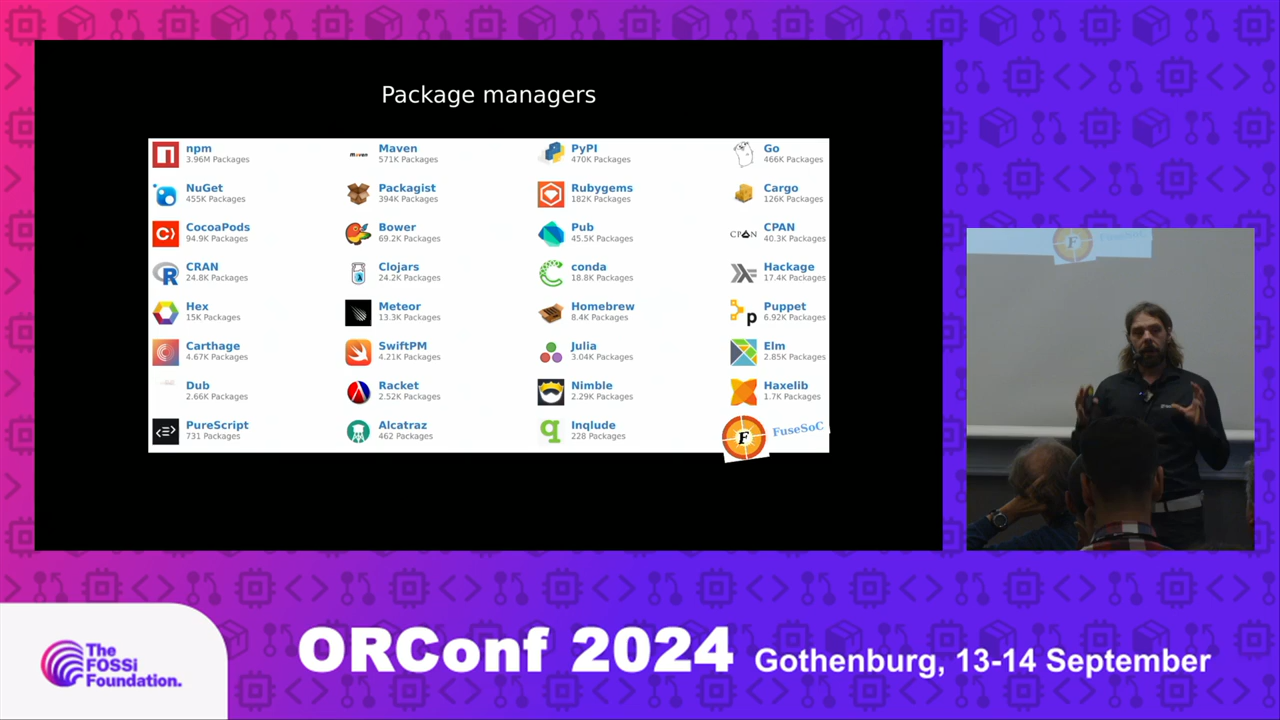 Package managers
npm
3.96M Packages
Maven
571K Packages
PyPI
470K Packages
Go
466K Packages
NuGet
455K Packages
Packagist
394K Packages
Rubygems
182K Packages
Cargo
126K Packages
CocoaPods
94.9K Packages
Bower
69.2K Packages
Pub
45.5K Packages
CPAN
CPAN
40.3K Packages
CRAN
24.8K Packages
Clojars
24.2K Packages
conda
18.8K Packages
Hackage
17.4K Packages
Hex
15K Packages
Meteor
13.3K Packages
Homebrew
8.4K Packages
Puppet
6.92K Packages
Carthage
4.67K Packages
SwiftPM
4.21K Packages
Julia
3.04K Packages
Elm
2.85K Packages
Dub
2.66K Packages
Racket
2.52K Packages
Nimble
2.29K Packages
Haxelib
1.7K Packages
PureScript
731 Packages
Alcatraz
462 Packages
Inqlude
228 Packages
F
FuseSoC
The
FOSSi
Foundation.
ORConf 2024 Gothenburg, 13-14 September